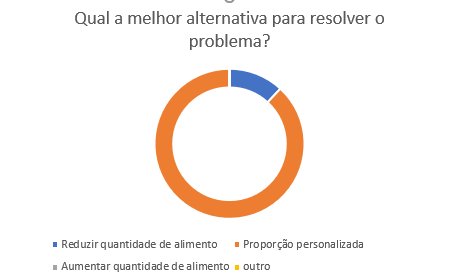 Qual a melhor alternativa para resolver o
problema?
Reduzir quantidade de alimento
Proporção personalizada
Aumentar quantidade de alimento
outro